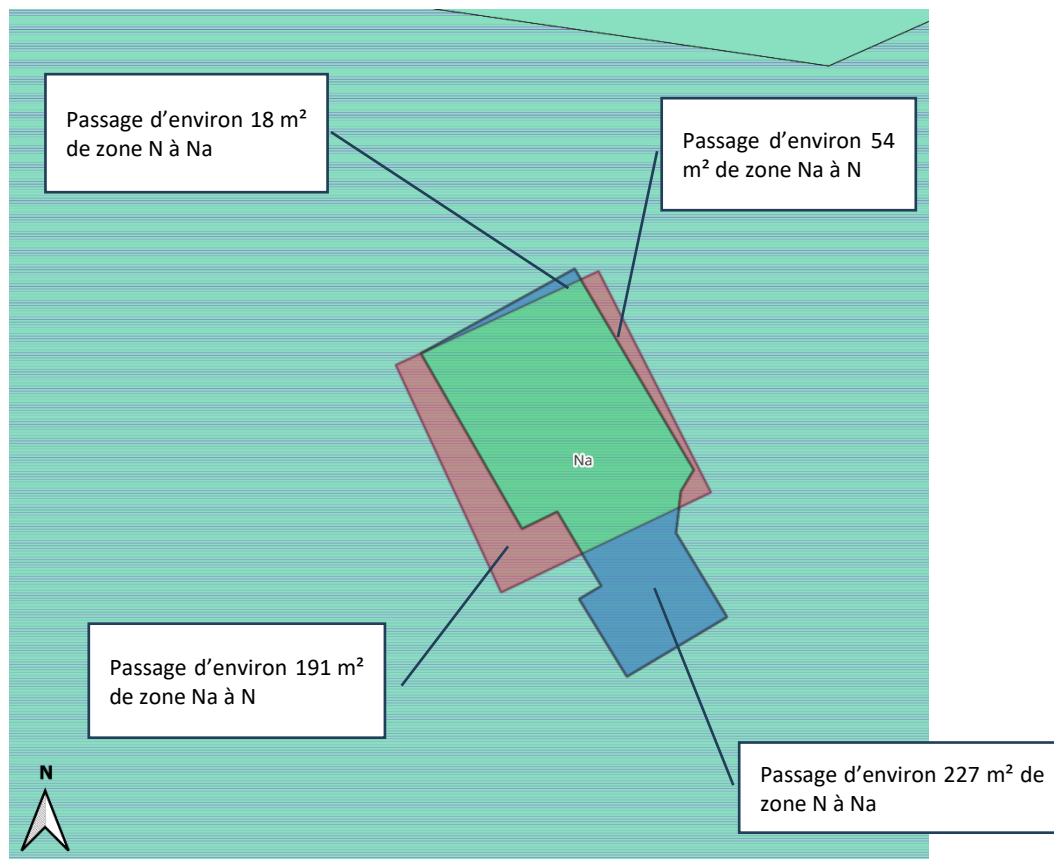 Passage d’environ 18 m²
de zone N à Na
Passage d’environ 54
m² de zone Na à N
Na
Passage d’environ 191 m²
de zone Na à N
Passage d’environ 227 m² de
zone N à Na
N